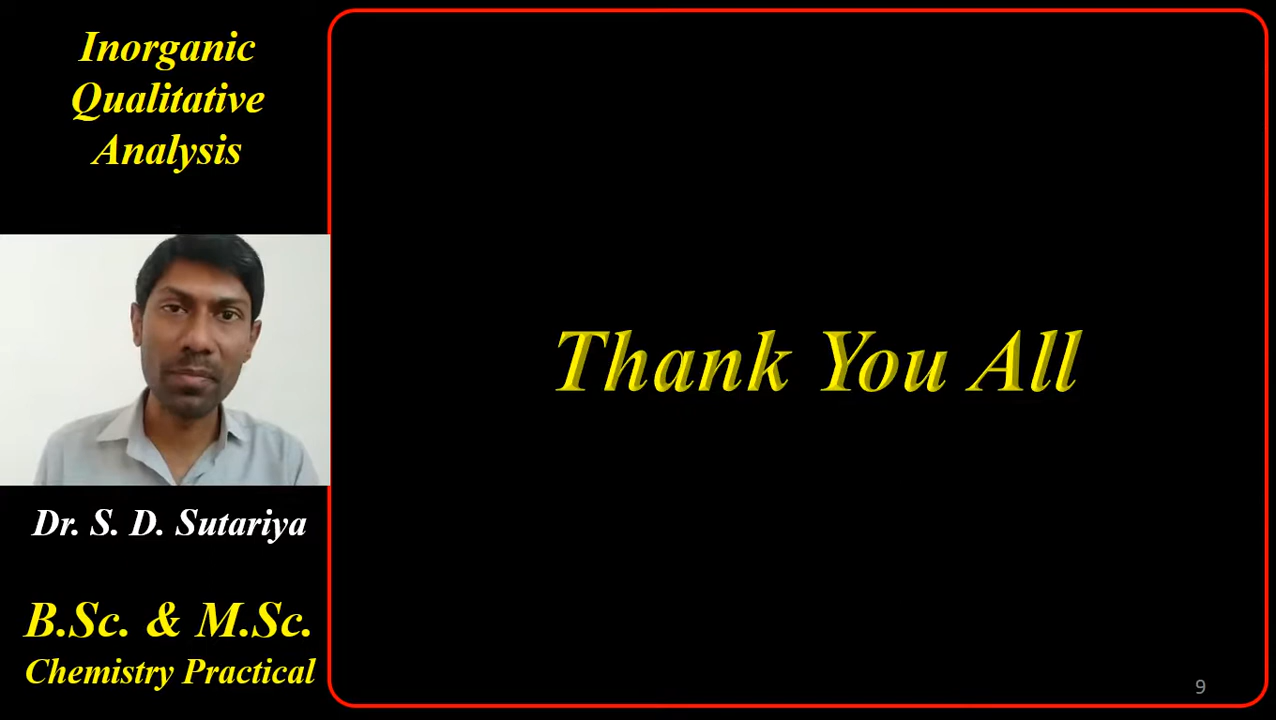 Inorganic
Qualitative
Analysis
Dr. S. D. Sutariya
B.Sc. & M.Sc.
Chemistry Practical
Thank You All
9